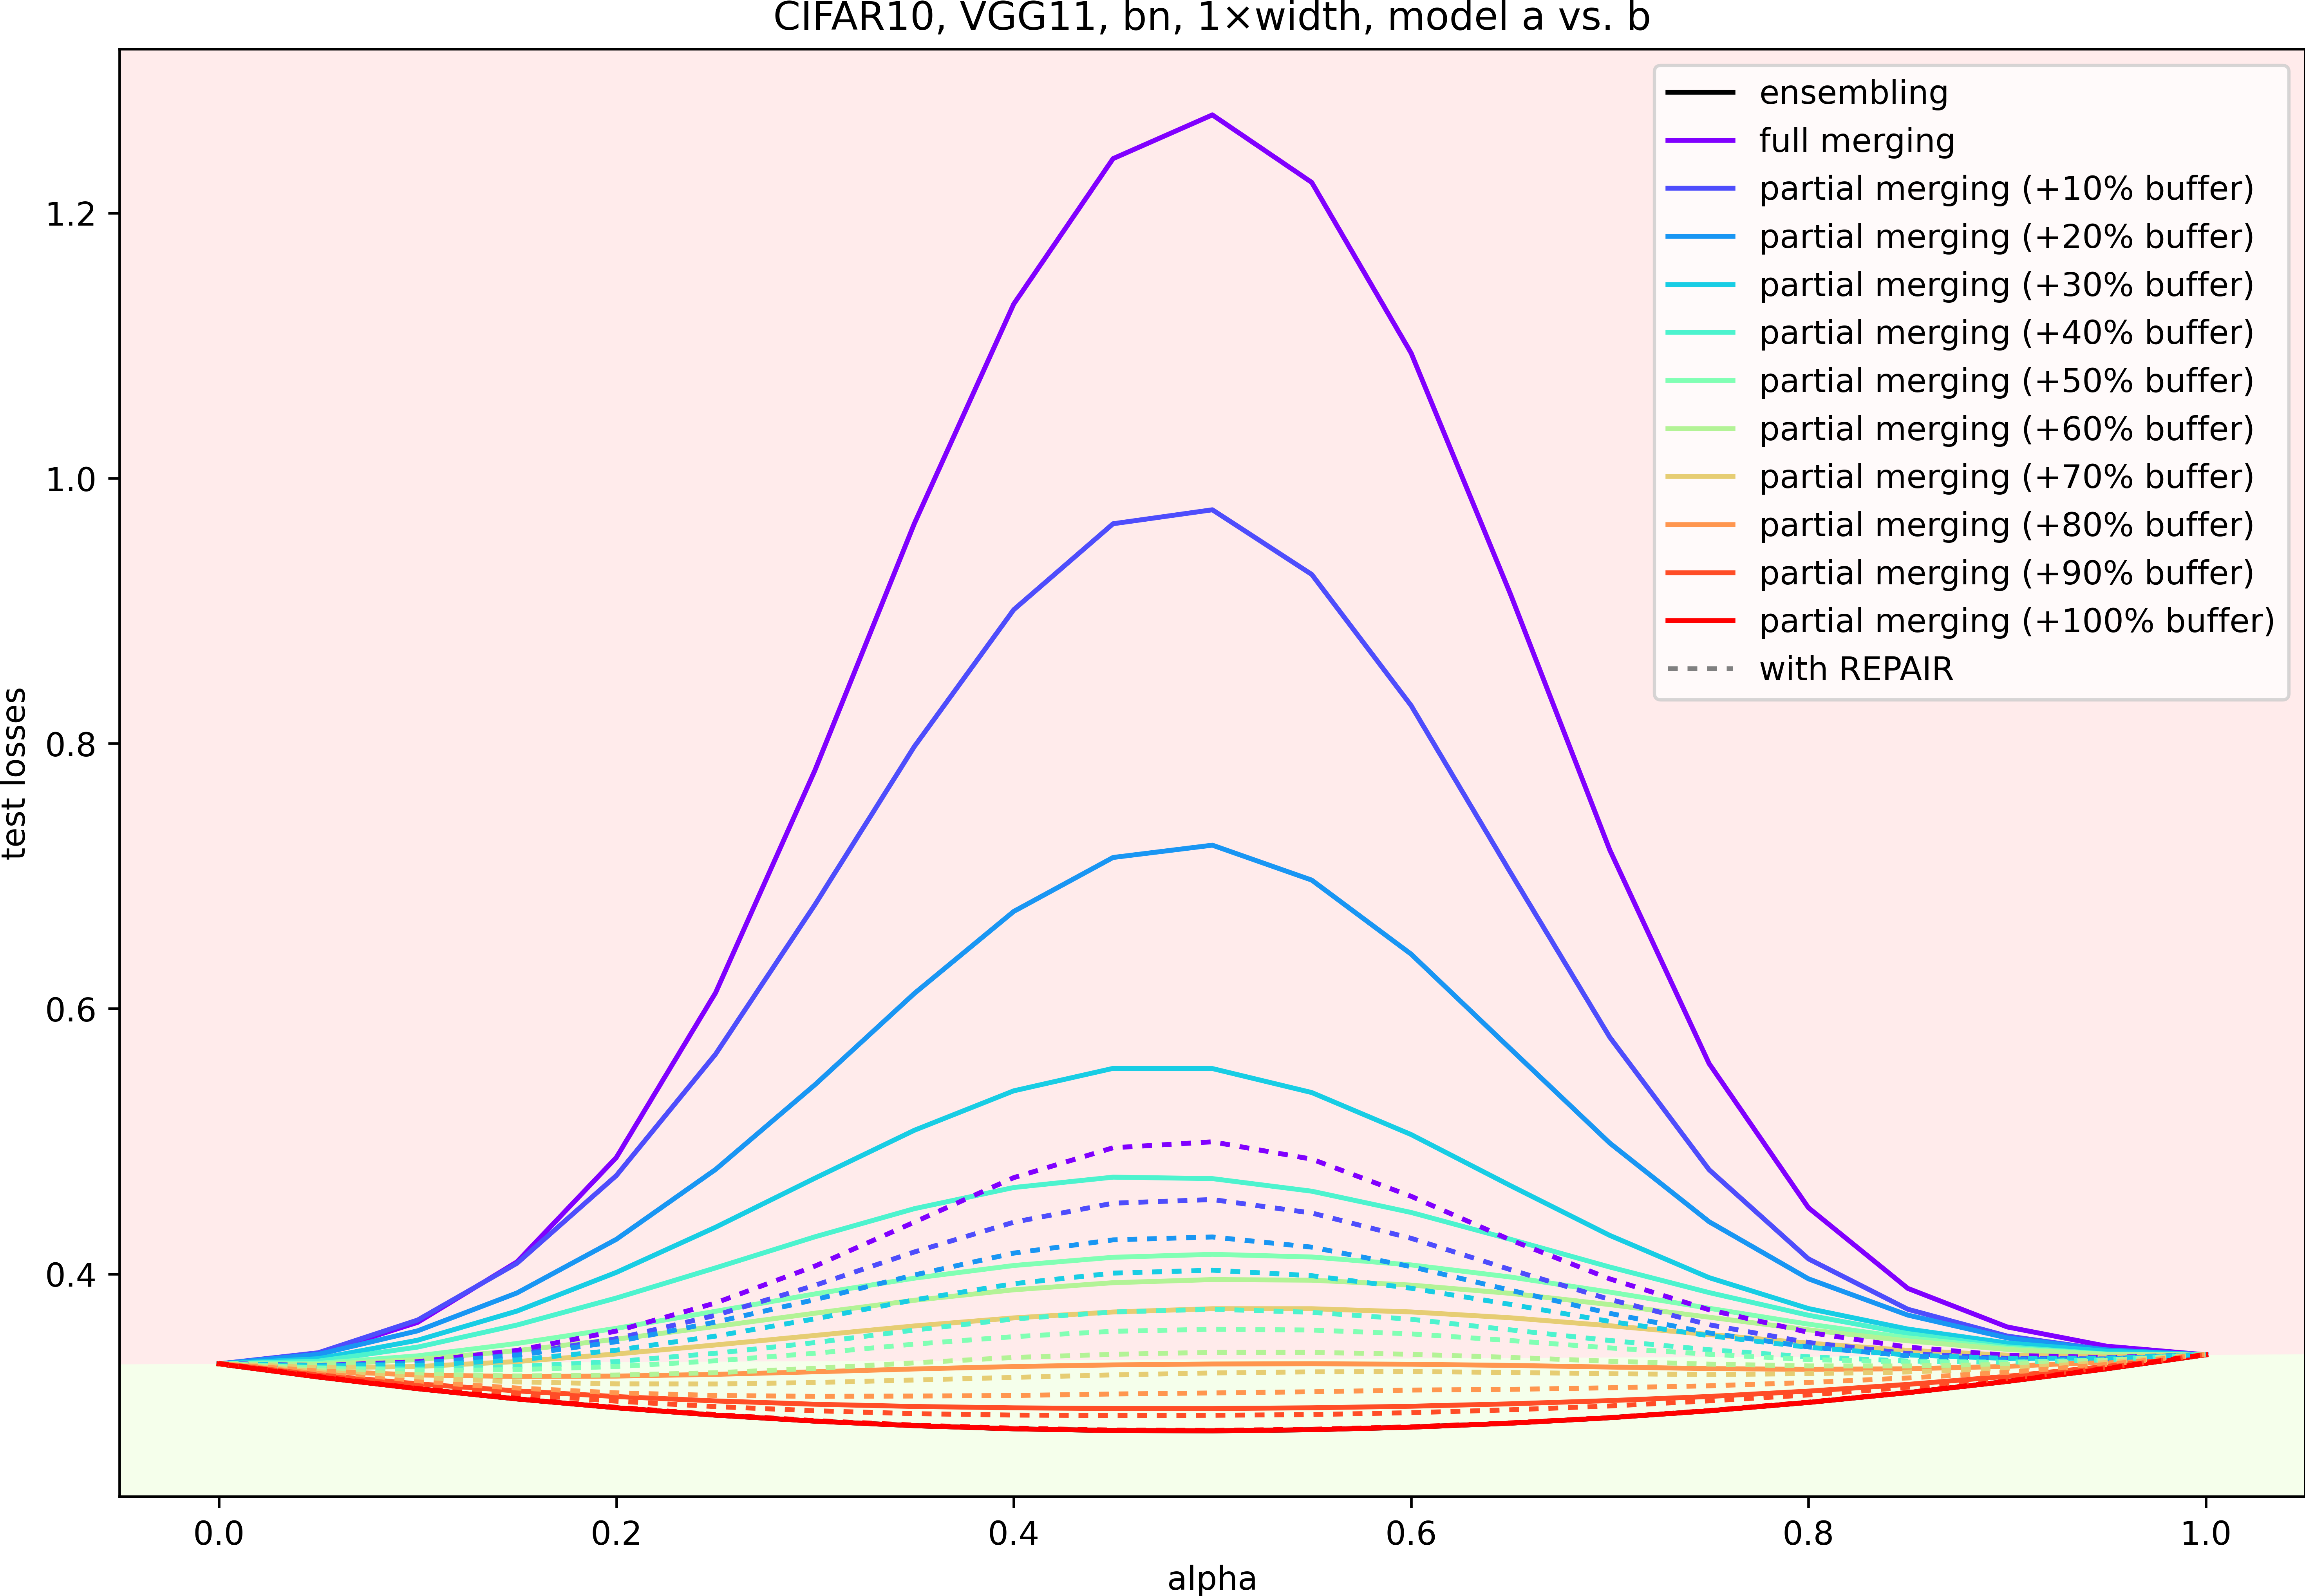 CIFAR10, VGG11, bn, 1×width, model a vs. b
ensembling
full merging
partial merging (+10% buffer)
partial merging (+20% buffer)
partial merging (+30% buffer)
partial merging (+40% buffer)
partial merging (+50% buffer)
partial merging (+60% buffer)
partial merging (+70% buffer)
partial merging (+80% buffer)
partial merging (+90% buffer)
partial merging (+100% buffer)
with REPAIR
test losses
1.2
1.0
0.8
0.6
0.4
0.0 0.2 0.4 0.6 0.8 1.0
alpha